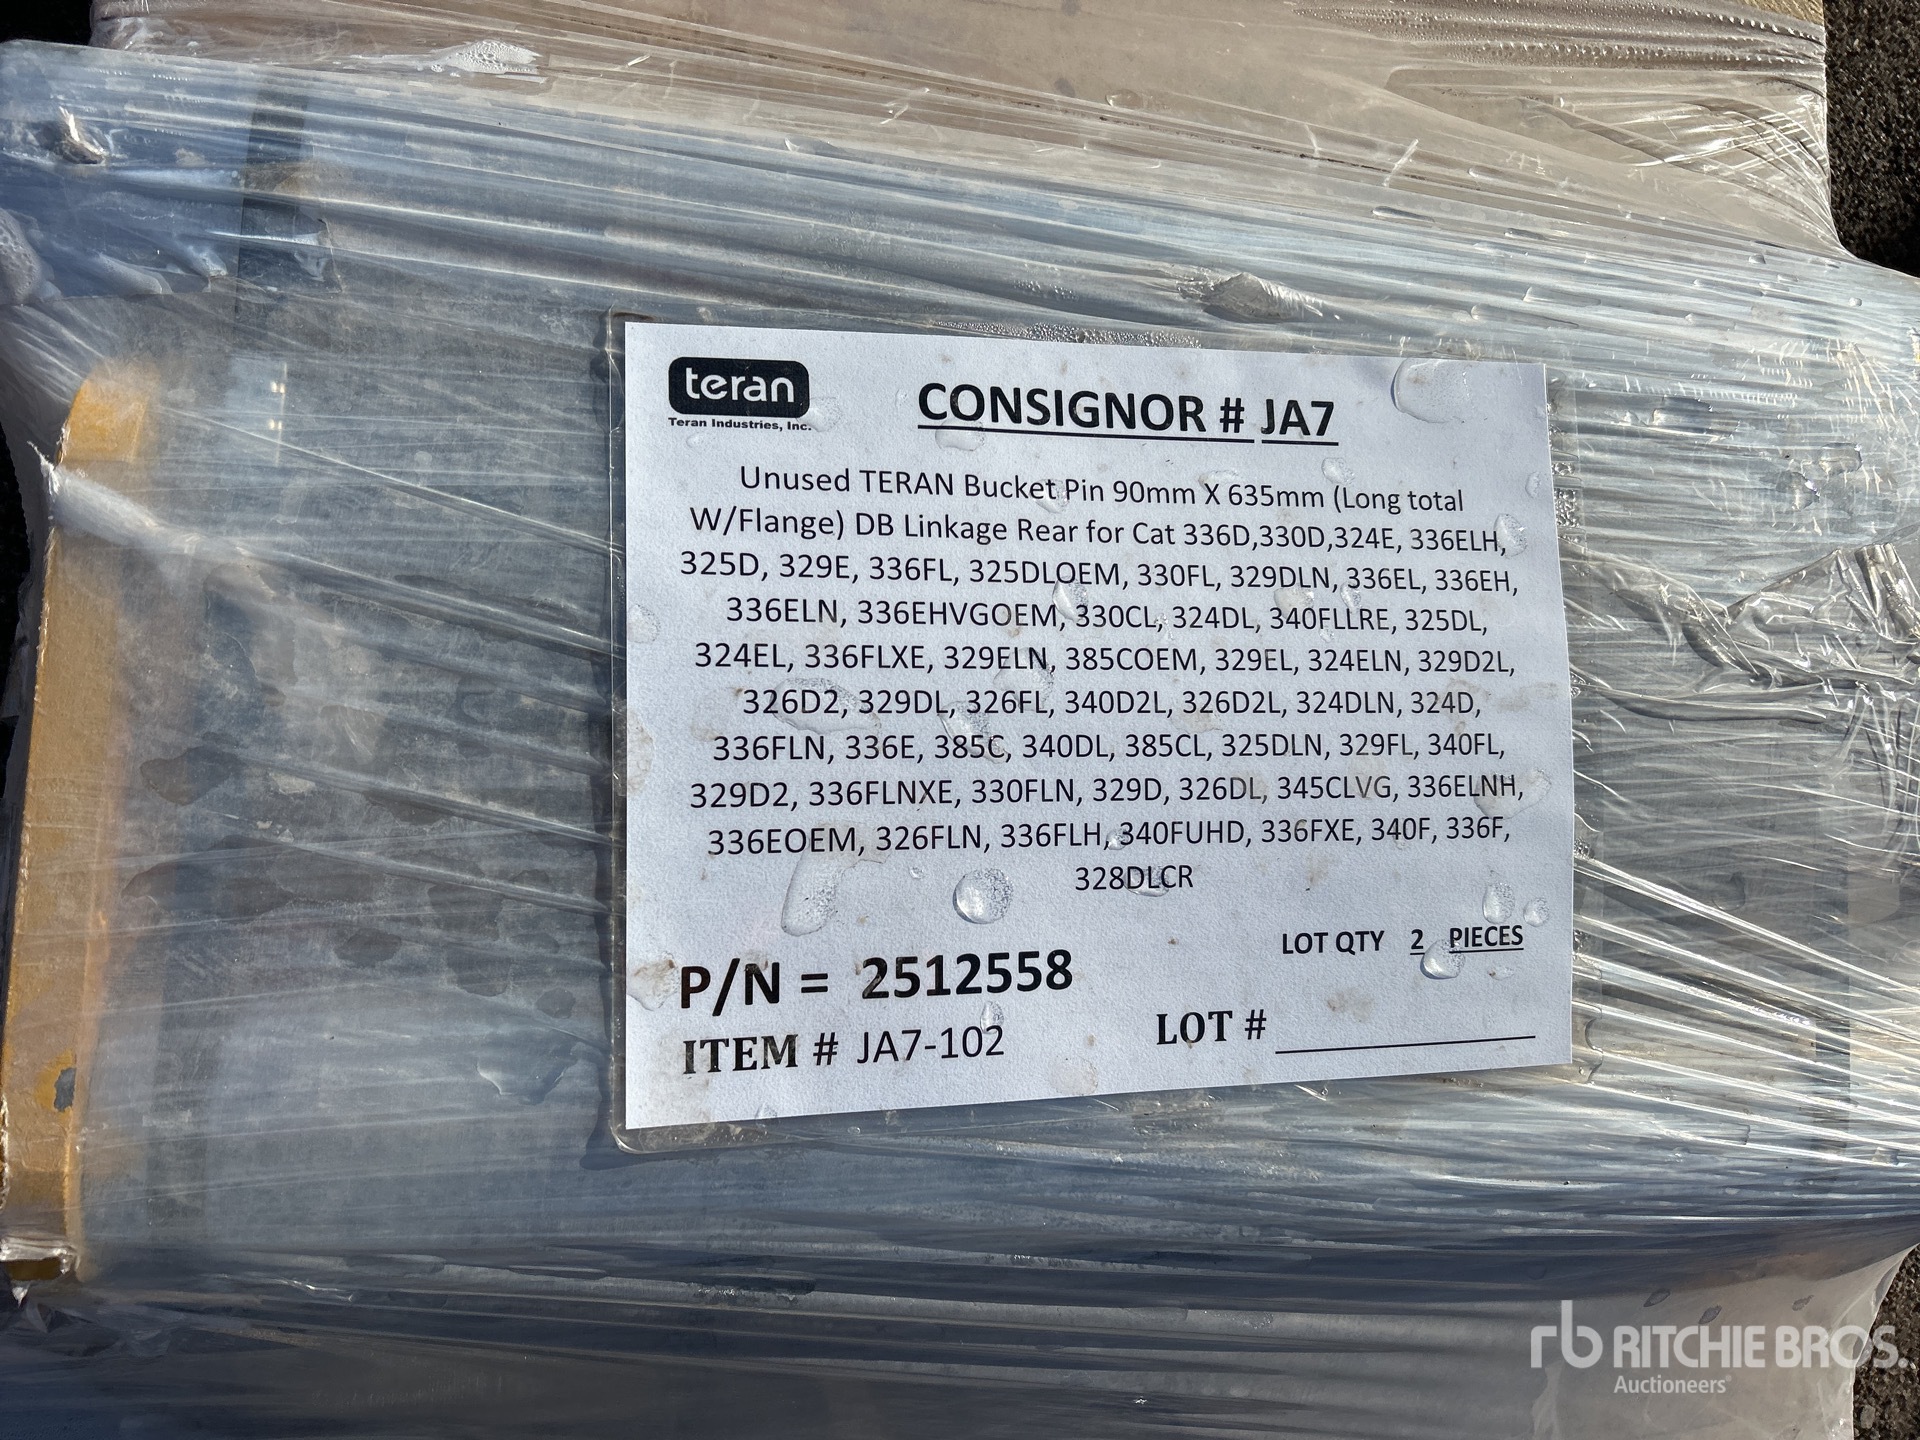 teran
Teran Industries, Inc.
CONSIGNOR # JA7
Unused TERAN Bucket Pin 90mm X 635mm (Long total
W/Flange) DB Linkage Rear for Cat 336D,330D,324E, 336ELH,
325D, 329E, 336FL, 325DLOEM, 330FL, 329DLN, 336EL, 336EH,
336ELN, 336EHVGOEM, 330CL, 324DL, 340FLLRE, 325DL,
324EL, 336FLXE, 329ELN, 385COEM, 329EL, 324ELN, 329D2L,
326D2, 329DL, 326FL, 340D2L, 326D2L, 324DLN, 324D,
336FLN, 336E, 385C, 340DL, 385CL, 325DLN, 329FL, 340FL,
329D2, 336FLNXE, 330FLN, 329D, 326DL, 345CLVG, 336ELNH,
336EOEM, 326FLN, 336FLH, 340FUHD, 336FXE, 340F, 336F,
328DLCR
LOT QTY 2 PIECES
P/N = 2512558
ITEM # JA7-102
LOT #
rb RITCHIE BROS.
Auctioneers